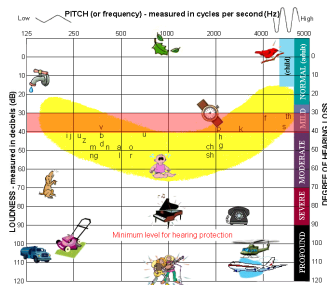 PITCH (or frequency) - measured in cycles per second (Hz)
Low
High
125 250 500 1000 2000 4000 5000
LOUDNESS - measured in decibels (dB)
0 0
10 10
20 20
30 30
40 40
50 50
60 60
70 70
80 80
90 90
100 100
110 110
120 120
(child)
NORMAL (adult)
MILD
MODERATE
SEVERE
PROFOUND
DEGREE OF HEARING LOSS
f th
s
v u p k
i j u z b h
m d n a o g
ng l r ch
sh
Minimum level for hearing protection